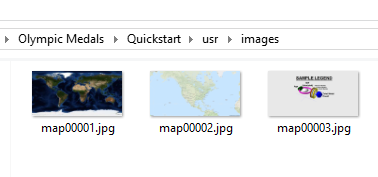 Olympic Medals Quickstart usr images
SAMPLE LEGEND
map00001.jpg map00002.jpg map00003.jpg